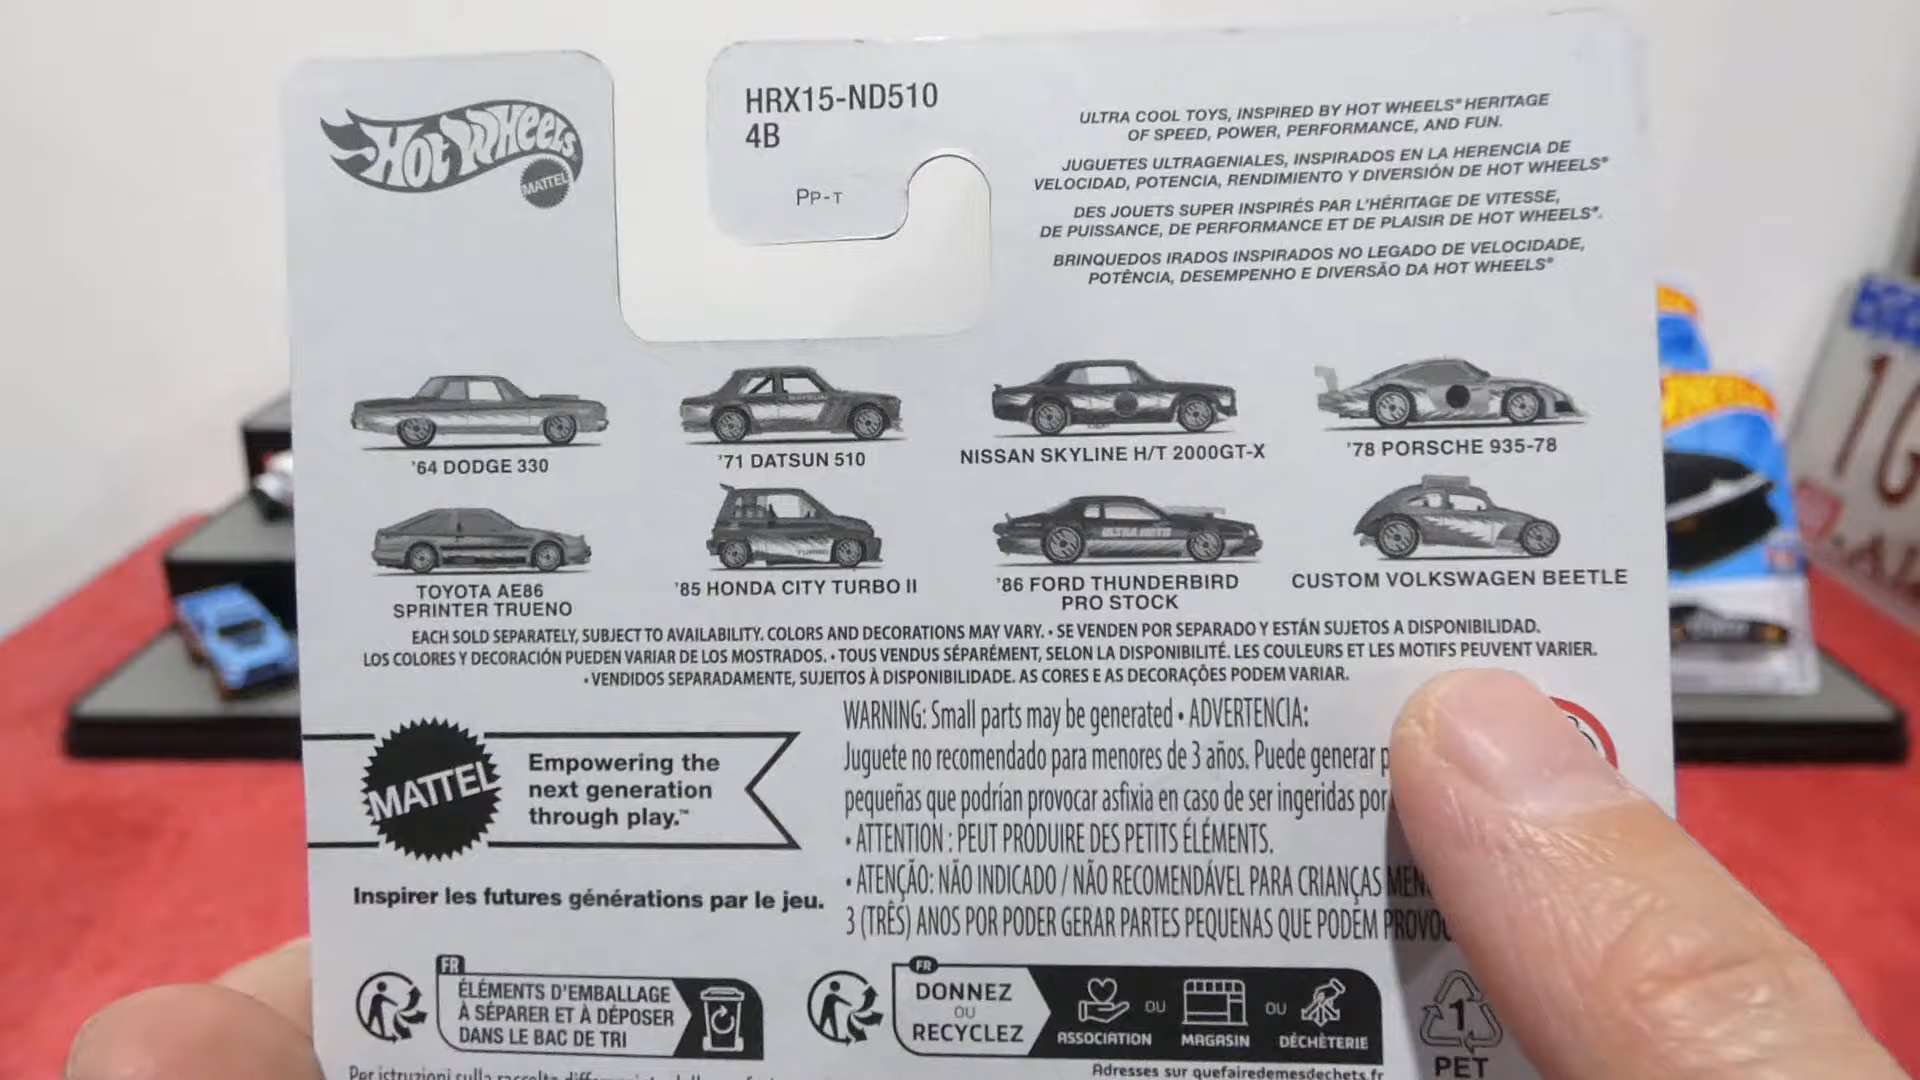 Hot Wheels
MATTEL
HRX15-ND510
4B
PP-T
ULTRA COOL TOYS, INSPIRED BY HOT WHEELS® HERITAGE
OF SPEED, POWER, PERFORMANCE, AND FUN.
JUGUETES ULTRAGENIALES, INSPIRADOS EN LA HERENCIA DE
VELOCIDAD, POTENCIA, RENDIMIENTO Y DIVERSIÓN DE HOT WHEELS®
DES JOUETS SUPER INSPIRÉS PAR L'HÉRITAGE DE VITESSE,
DE PUISSANCE, DE PERFORMANCE ET DE PLAISIR DE HOT WHEELS®.
BRINQUEDOS IRADOS INSPIRADOS NO LEGADO DE VELOCIDADE,
POTÊNCIA, DESEMPENHO E DIVERSÃO DA HOT WHEELS®
'64 DODGE 330
'71 DATSUN 510
NISSAN SKYLINE H/T 2000GT-X
'78 PORSCHE 935-78
TOYOTA AE86
SPRINTER TRUENO
'85 HONDA CITY TURBO II
'86 FORD THUNDERBIRD
PRO STOCK
CUSTOM VOLKSWAGEN BEETLE
EACH SOLD SEPARATELY, SUBJECT TO AVAILABILITY. COLORS AND DECORATIONS MAY VARY. • SE VENDEN POR SEPARADO Y ESTÁN SUJETOS A DISPONIBILIDAD.
LOS COLORES Y DECORACIÓN PUEDEN VARIAR DE LOS MOSTRADOS. • TOUS VENDUS SÉPARÉMENT, SELON LA DISPONIBILITÉ. LES COULEURS ET LES MOTIFS PEUVENT VARIER.
• VENDIDOS SEPARADAMENTE, SUJEITOS À DISPONIBILIDADE. AS CORES E AS DECORAÇÕES PODEM VARIAR.
MATTEL
Empowering the
next generation
through play.™
Inspirer les futures générations par le jeu.
WARNING: Small parts may be generated • ADVERTENCIA:
Juguete no recomendado para menores de 3 años. Puede generar
pequeñas que podrían provocar asfixia en caso de ser ingeridas por
• ATTENTION : PEUT PRODUIRE DES PETITS ÉLÉMENTS.
• ATENÇÃO: NÃO INDICADO / NÃO RECOMENDÁVEL PARA CRIANÇAS
3 (TRÊS) ANOS POR PODER GERAR PARTES PEQUENAS QUE PODEM
FR
ÉLÉMENTS D'EMBALLAGE
À SÉPARER ET À DÉPOSER
DANS LE BAC DE TRI
FR
DONNEZ
OU
RECYCLEZ
ASSOCIATION
OU
MAGASIN
OU
DÉCHÈTERIE
Adresses sur quefairedemesdechets.fr
1
PET